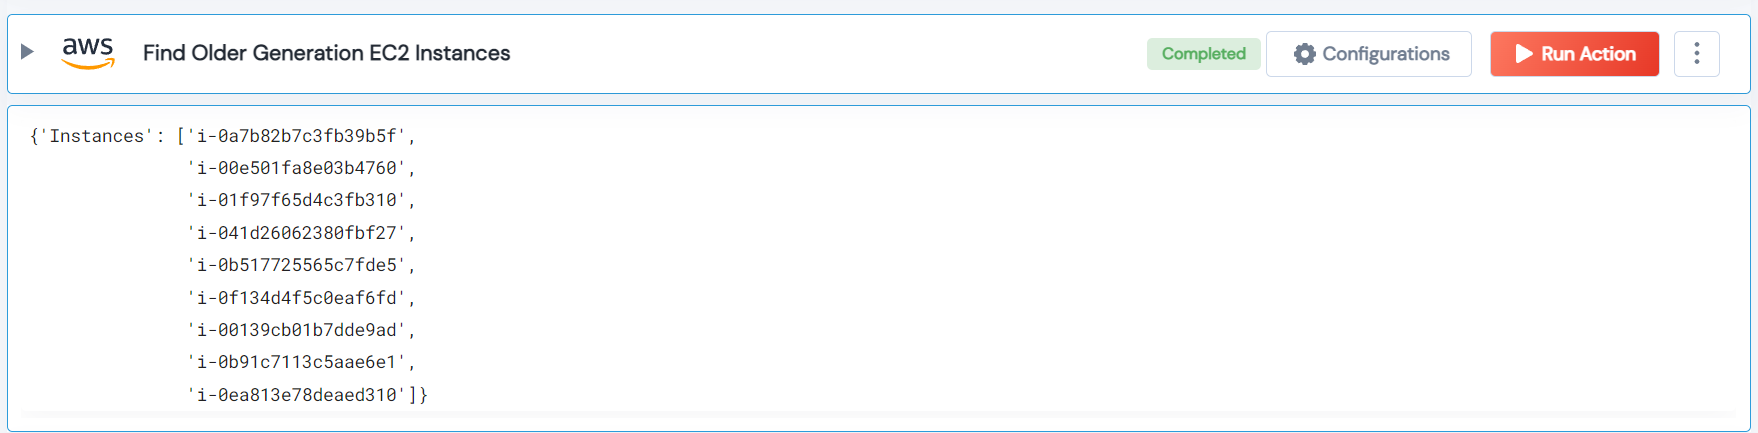 aws Find Older Generation EC2 Instances Completed Configurations Run Action
{'Instances': ['i-0a7b82b7c3fb39b5f',
'i-00e501fa8e03b4760',
'i-01f97f65d4c3fb310',
'i-041d26062380fbf27',
'i-0b517725565c7fde5',
'i-0f134d4f5c0eaf6fd',
'i-00139cb01b7dde9ad',
'i-0b91c7113c5aae6e1',
'i-0ea813e78deaed310']}